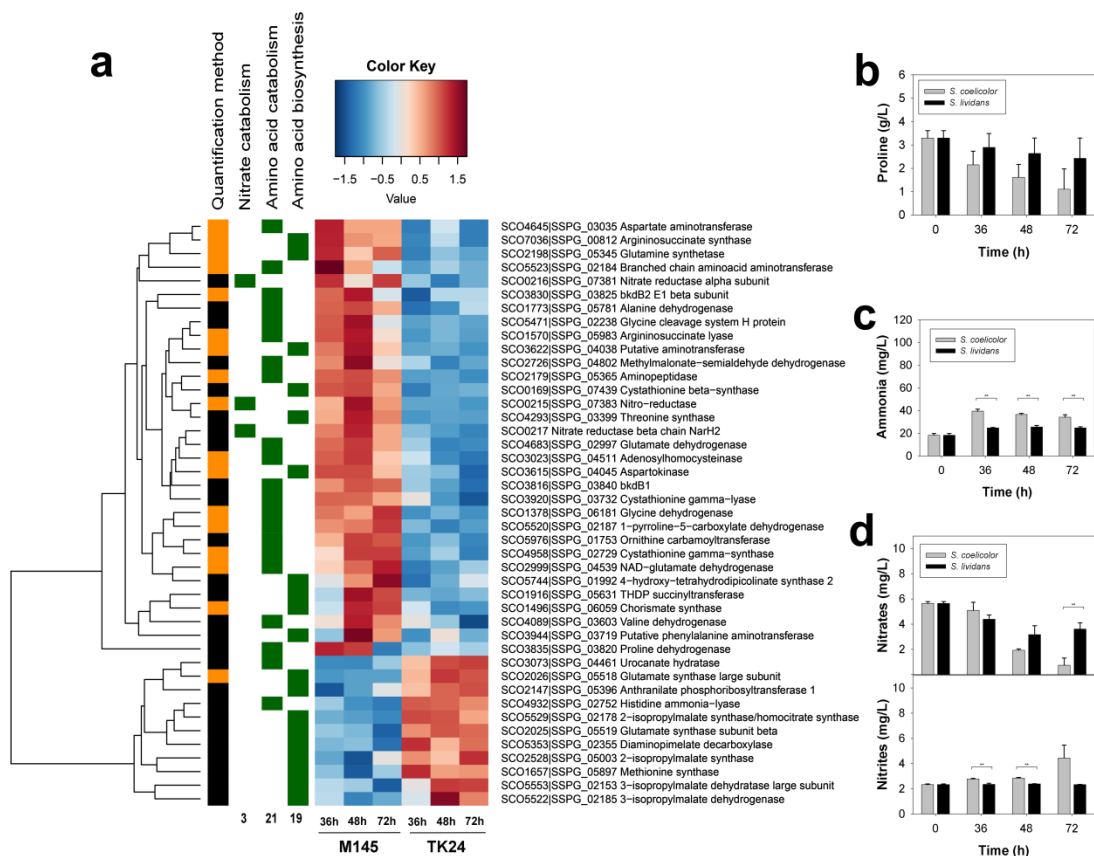 a
Quantification method
Nitrate catabolism
Amino acid catabolism
Amino acid biosynthesis
Color Key
−1.5 −0.5 0.5 1.5
Value
SCO4645|SSPG_03035 Aspartate aminotransferase
SCO7036|SSPG_00812 Argininosuccinate synthase
SCO2198|SSPG_05345 Glutamine synthetase
SCO5523|SSPG_02184 Branched chain aminoacid aminotransferase
SCO0216|SSPG_07381 Nitrate reductase alpha subunit
SCO3830|SSPG_03825 bkdB2 E1 beta subunit
SCO1773|SSPG_05781 Alanine dehydrogenase
SCO5471|SSPG_02238 Glycine cleavage system H protein
SCO1570|SSPG_05983 Argininosuccinate lyase
SCO3622|SSPG_04038 Putative aminotransferase
SCO2726|SSPG_04802 Methylmalonate−semialdehyde dehydrogenase
SCO2179|SSPG_05365 Aminopeptidase
SCO0169|SSPG_07439 Cystathionine beta−synthase
SCO0215|SSPG_07383 Nitro−reductase
SCO4293|SSPG_03399 Threonine synthase
SCO0217 Nitrate reductase beta chain NarH2
SCO4683|SSPG_02997 Glutamate dehydrogenase
SCO3023|SSPG_04511 Adenosylhomocysteinase
SCO3615|SSPG_04045 Aspartokinase
SCO3816|SSPG_03840 bkdB1
SCO3920|SSPG_03732 Cystathionine gamma−lyase
SCO1378|SSPG_06181 Glycine dehydrogenase
SCO5520|SSPG_02187 1−pyrroline−5−carboxylate dehydrogenase
SCO5976|SSPG_01753 Ornithine carbamoyltransferase
SCO4958|SSPG_02729 Cystathionine gamma−synthase
SCO2999|SSPG_04539 NAD−glutamate dehydrogenase
SCO5744|SSPG_01992 4−hydroxy−tetrahydrodipicolinate synthase 2
SCO1916|SSPG_05631 THDP succinyltransferase
SCO1496|SSPG_06059 Chorismate synthase
SCO4089|SSPG_03603 Valine dehydrogenase
SCO3944|SSPG_03719 Putative phenylalanine aminotransferase
SCO3835|SSPG_03820 Proline dehydrogenase
SCO3073|SSPG_04461 Urocanate hydratase
SCO2026|SSPG_05518 Glutamate synthase large subunit
SCO2147|SSPG_05396 Anthranilate phosphoribosyltransferase 1
SCO4932|SSPG_02752 Histidine ammonia−lyase
SCO5529|SSPG_02178 2−isopropylmalate synthase/homocitrate synthase
SCO2025|SSPG_05519 Glutamate synthase subunit beta
SCO5353|SSPG_02355 Diaminopimelate decarboxylase
SCO2528|SSPG_05003 2−isopropylmalate synthase
SCO1657|SSPG_05897 Methionine synthase
SCO5553|SSPG_02153 3−isopropylmalate dehydratase large subunit
SCO5522|SSPG_02185 3−isopropylmalate dehydrogenase
3 21 19
36h 48h 72h 36h 48h 72h
M145 TK24
b
Proline (g/L)
6
5
4
3
2
1
0
S. coelicolor
S. lividans
0 36 48 72
Time (h)
c
Ammonia (mg/L)
120
100
80
60
40
20
0
S. coelicolor
S. lividans
** ** **
0 36 48 72
Time (h)
d
Nitrates (mg/L)
10
8
6
4
2
S. coelicolor
S. lividans
**
Nitrites (mg/L)
10
8
6
4
2
0
** **
0 36 48 72
Time (h)